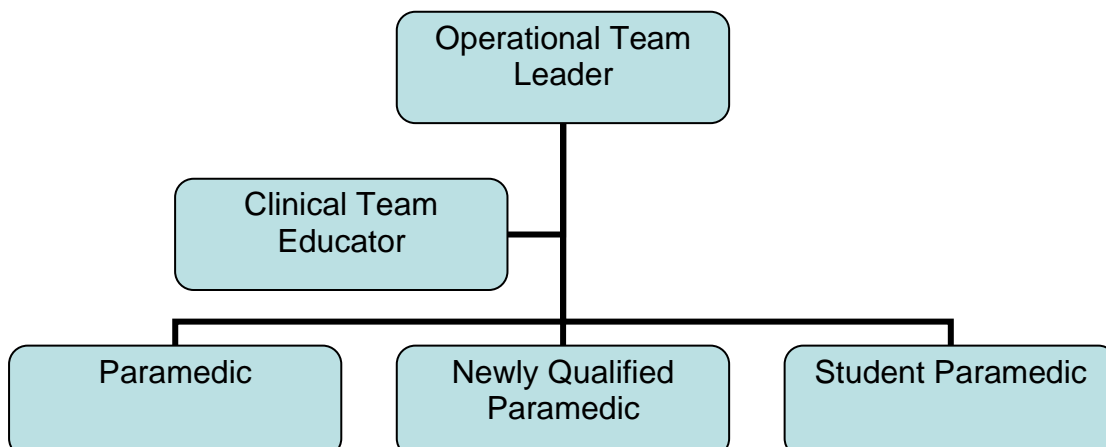 Operational Team
Leader
Clinical Team
Educator
Paramedic
Newly Qualified
Paramedic
Student Paramedic